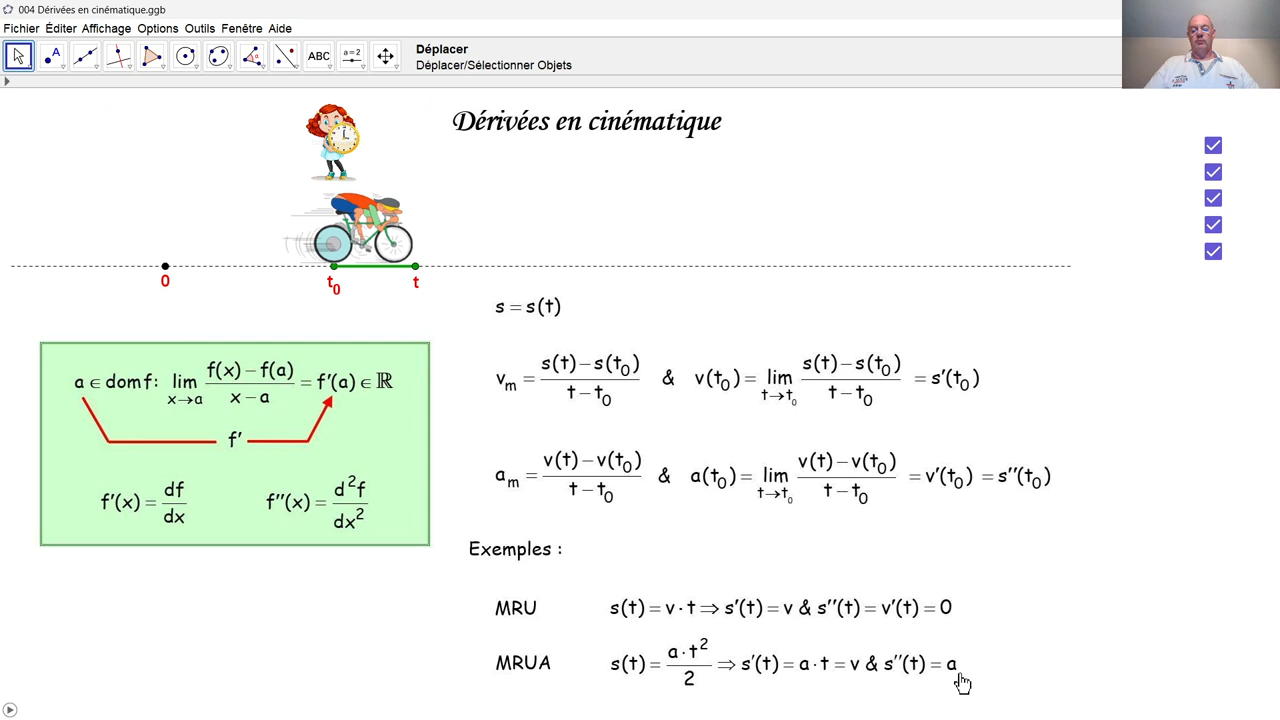 004 Dérivées en cinématique.ggb
Fichier Éditer Affichage Options Outils Fenêtre Aide
A ABC a=2
Déplacer
Déplacer/Sélectionner Objets
Dérivées en cinématique
0 t₀ t
s = s(t)
a ∈ dom f: lim x→a (f(x) − f(a))/(x − a) = f'(a) ∈ ℝ
f'
f'(x) = df/dx f''(x) = d²f/dx²
vₘ = (s(t) − s(t₀))/(t − t₀) & v(t₀) = lim t→t₀ (s(t) − s(t₀))/(t − t₀) = s'(t₀)
aₘ = (v(t) − v(t₀))/(t − t₀) & a(t₀) = lim t→t₀ (v(t) − v(t₀))/(t − t₀) = v'(t₀) = s''(t₀)
Exemples :
MRU s(t) = v · t ⇒ s'(t) = v & s''(t) = v'(t) = 0
MRUA s(t) = (a · t²)/2 ⇒ s'(t) = a · t = v & s''(t) = a